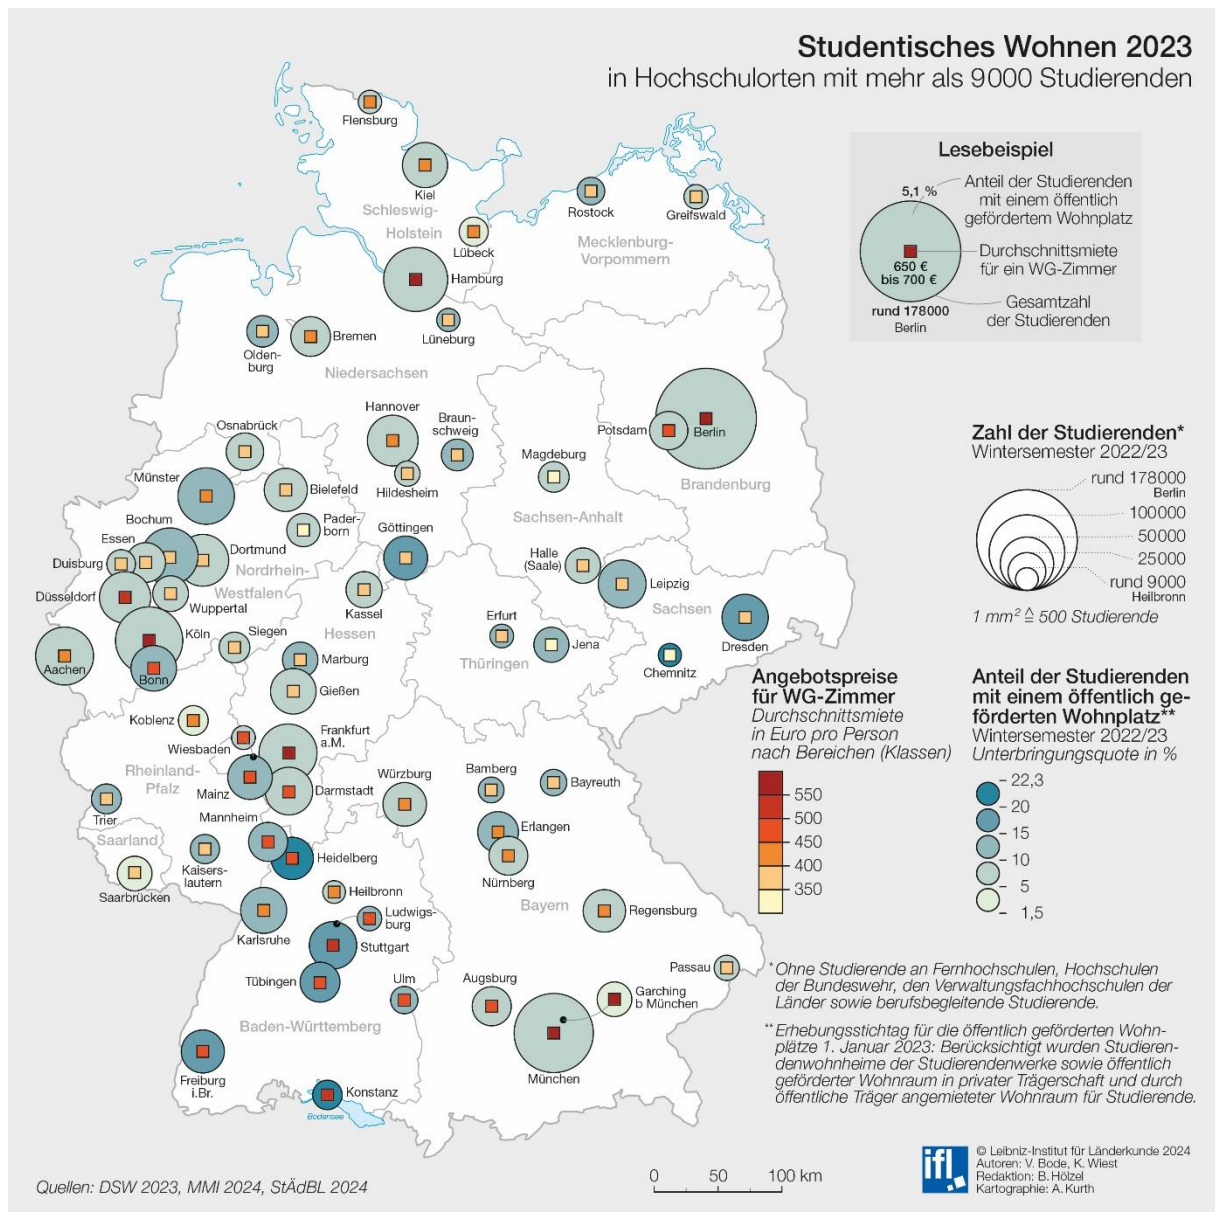 Studentisches Wohnen 2023
in Hochschulorten mit mehr als 9000 Studierenden
Lesebeispiel
5,1 %
Anteil der Studierenden
mit einem öffentlich
gefördertem Wohnplatz
Durchschnittsmiete
für ein WG-Zimmer
650 €
bis 700 €
Gesamtzahl
der Studierenden
rund 178000
Berlin
Flensburg
Kiel
Schleswig-
Holstein
Lübeck
Hamburg
Rostock
Greifswald
Mecklenburg-
Vorpommern
Lüneburg
Bremen
Olden-
burg
Niedersachsen
Hannover
Braun-
schweig
Hildesheim
Osnabrück
Potsdam
Berlin
Brandenburg
Magdeburg
Sachsen-Anhalt
Münster
Bielefeld
Pader-
born
Göttingen
Bochum
Essen
Duisburg
Dortmund
Nordrhein-
Westfalen
Düsseldorf
Wuppertal
Kassel
Halle
(Saale)
Leipzig
Sachsen
Dresden
Chemnitz
Erfurt
Jena
Thüringen
Köln
Siegen
Hessen
Aachen
Bonn
Marburg
Gießen
Koblenz
Wiesbaden
Frankfurt
a.M.
Rheinland-
Pfalz
Mainz
Darmstadt
Trier
Mannheim
Würzburg
Bamberg
Bayreuth
Erlangen
Nürnberg
Saarland
Saarbrücken
Kaisers-
lautern
Heidelberg
Heilbronn
Bayern
Regensburg
Karlsruhe
Ludwigs-
burg
Stuttgart
Tübingen
Ulm
Augsburg
Passau
Garching
b München
München
Baden-Württemberg
Freiburg
i.Br.
Konstanz
Bodensee
Zahl der Studierenden*
Wintersemester 2022/23
rund 178000
Berlin
100000
50000
25000
rund 9000
Heilbronn
1 mm² ≙ 500 Studierende
Angebotspreise
für WG-Zimmer
Durchschnittsmiete
in Euro pro Person
nach Bereichen (Klassen)
550
500
450
400
350
Anteil der Studierenden
mit einem öffentlich ge-
förderten Wohnplatz**
Wintersemester 2022/23
Unterbringungsquote in %
22,3
20
15
10
5
1,5
* Ohne Studierende an Fernhochschulen, Hochschulen
der Bundeswehr, den Verwaltungsfachhochschulen der
Länder sowie berufsbegleitende Studierende.
** Erhebungsstichtag für die öffentlich geförderten Wohn-
plätze 1. Januar 2023: Berücksichtigt wurden Studieren-
denwohnheime der Studierendenwerke sowie öffentlich
geförderter Wohnraum in privater Trägerschaft und durch
öffentliche Träger angemieteter Wohnraum für Studierende.
ifl
© Leibniz-Institut für Länderkunde 2024
Autoren: V. Bode, K. Wiest
Redaktion: B. Hölzel
Kartographie: A. Kurth
0 50 100 km
Quellen: DSW 2023, MMI 2024, StÄdBL 2024